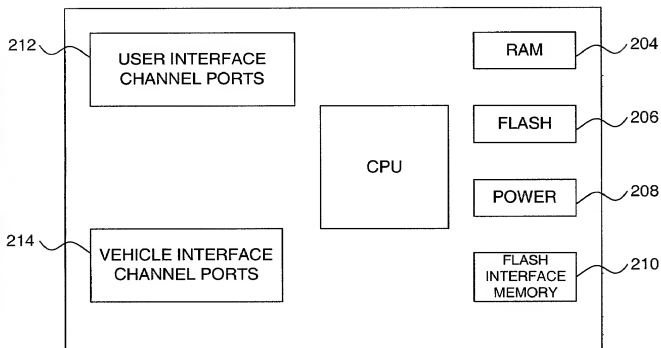 212
USER INTERFACE
CHANNEL PORTS
RAM
204
FLASH
206
CPU
POWER
208
214
VEHICLE INTERFACE
CHANNEL PORTS
FLASH
INTERFACE
MEMORY
210